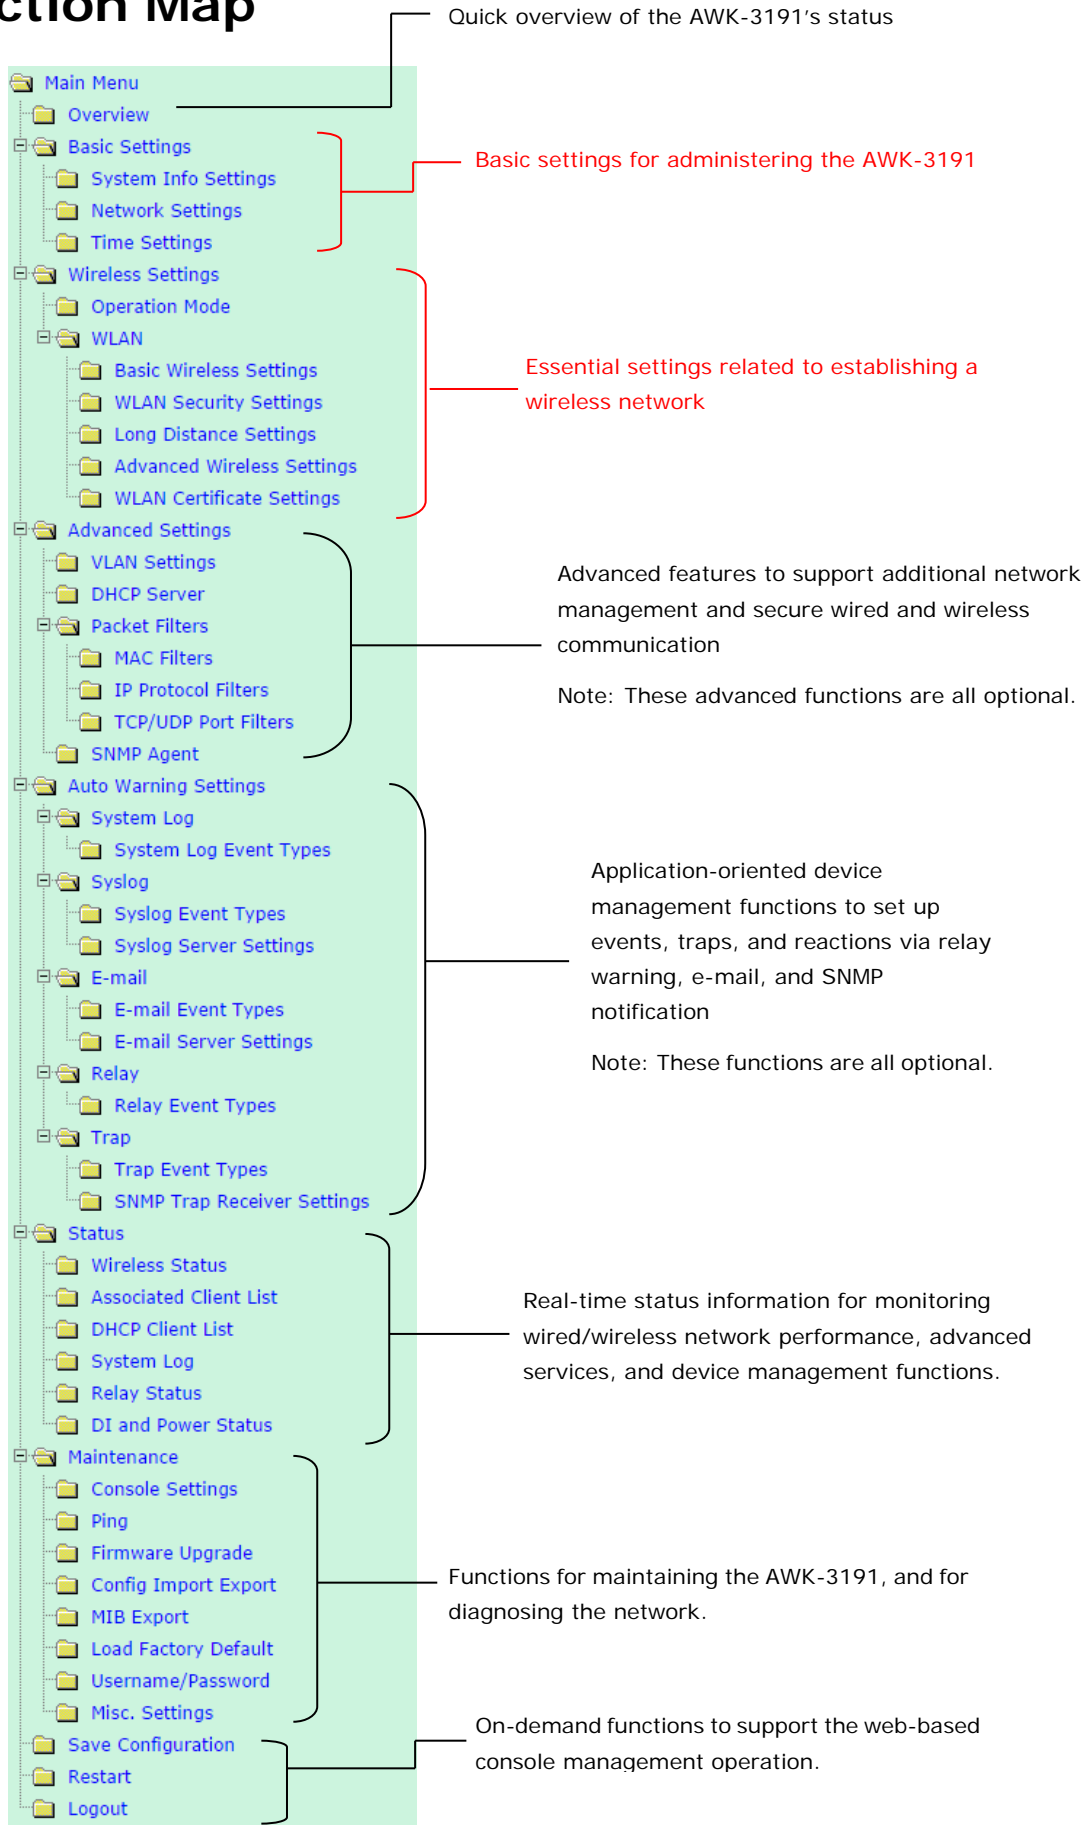 Map
Quick overview of the AWK-3191's status
Main Menu
Overview
Basic Settings
System Info Settings
Network Settings
Time Settings
Basic settings for administering the AWK-3191
Wireless Settings
Operation Mode
WLAN
Basic Wireless Settings
WLAN Security Settings
Long Distance Settings
Advanced Wireless Settings
WLAN Certificate Settings
Essential settings related to establishing a
wireless network
Advanced Settings
VLAN Settings
DHCP Server
Packet Filters
MAC Filters
IP Protocol Filters
TCP/UDP Port Filters
SNMP Agent
Advanced features to support additional network
management and secure wired and wireless
communication
Note: These advanced functions are all optional.
Auto Warning Settings
System Log
System Log Event Types
Syslog
Syslog Event Types
Syslog Server Settings
E-mail
E-mail Event Types
E-mail Server Settings
Relay
Relay Event Types
Trap
Trap Event Types
SNMP Trap Receiver Settings
Application-oriented device
management functions to set up
events, traps, and reactions via relay
warning, e-mail, and SNMP
notification
Note: These functions are all optional.
Status
Wireless Status
Associated Client List
DHCP Client List
System Log
Relay Status
DI and Power Status
Real-time status information for monitoring
wired/wireless network performance, advanced
services, and device management functions.
Maintenance
Console Settings
Ping
Firmware Upgrade
Config Import Export
MIB Export
Load Factory Default
Username/Password
Misc. Settings
Functions for maintaining the AWK-3191, and for
diagnosing the network.
Save Configuration
Restart
Logout
On-demand functions to support the web-based
console management operation.